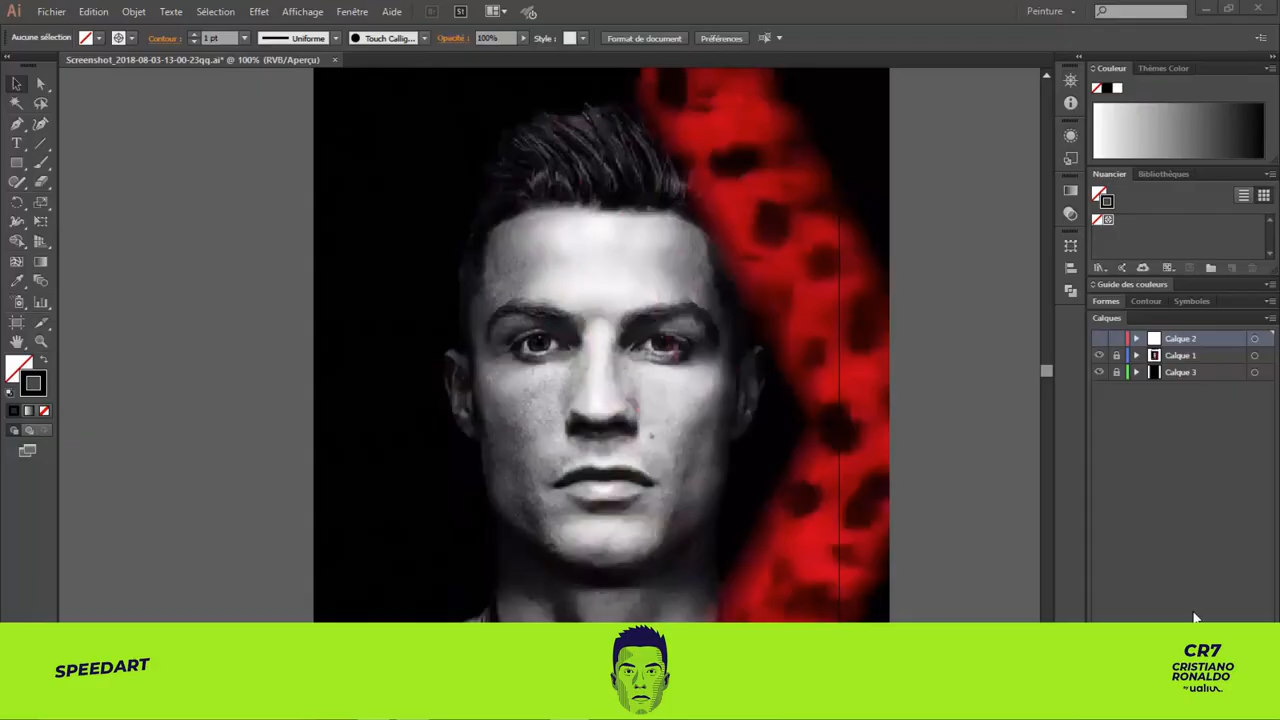 Ai Fichier Edition Objet Texte Sélection Effet Affichage Fenêtre Aide Br St Peinture
Aucune sélection Contour : 1 pt Uniforme Touch Callig... Opacité : 100% Style : Format de document Préférences
Screenshot_2018-08-03-13-00-23qq.ai* @ 100% (RVB/Aperçu) ×
Couleur Thèmes Color
Nuancier Bibliothèques
Guide des couleurs
Formes Contour Symboles
Calques
Calque 2
Calque 1
Calque 3
SPEEDART
CR7
CRISTIANO
RONALDO
by ualiux.